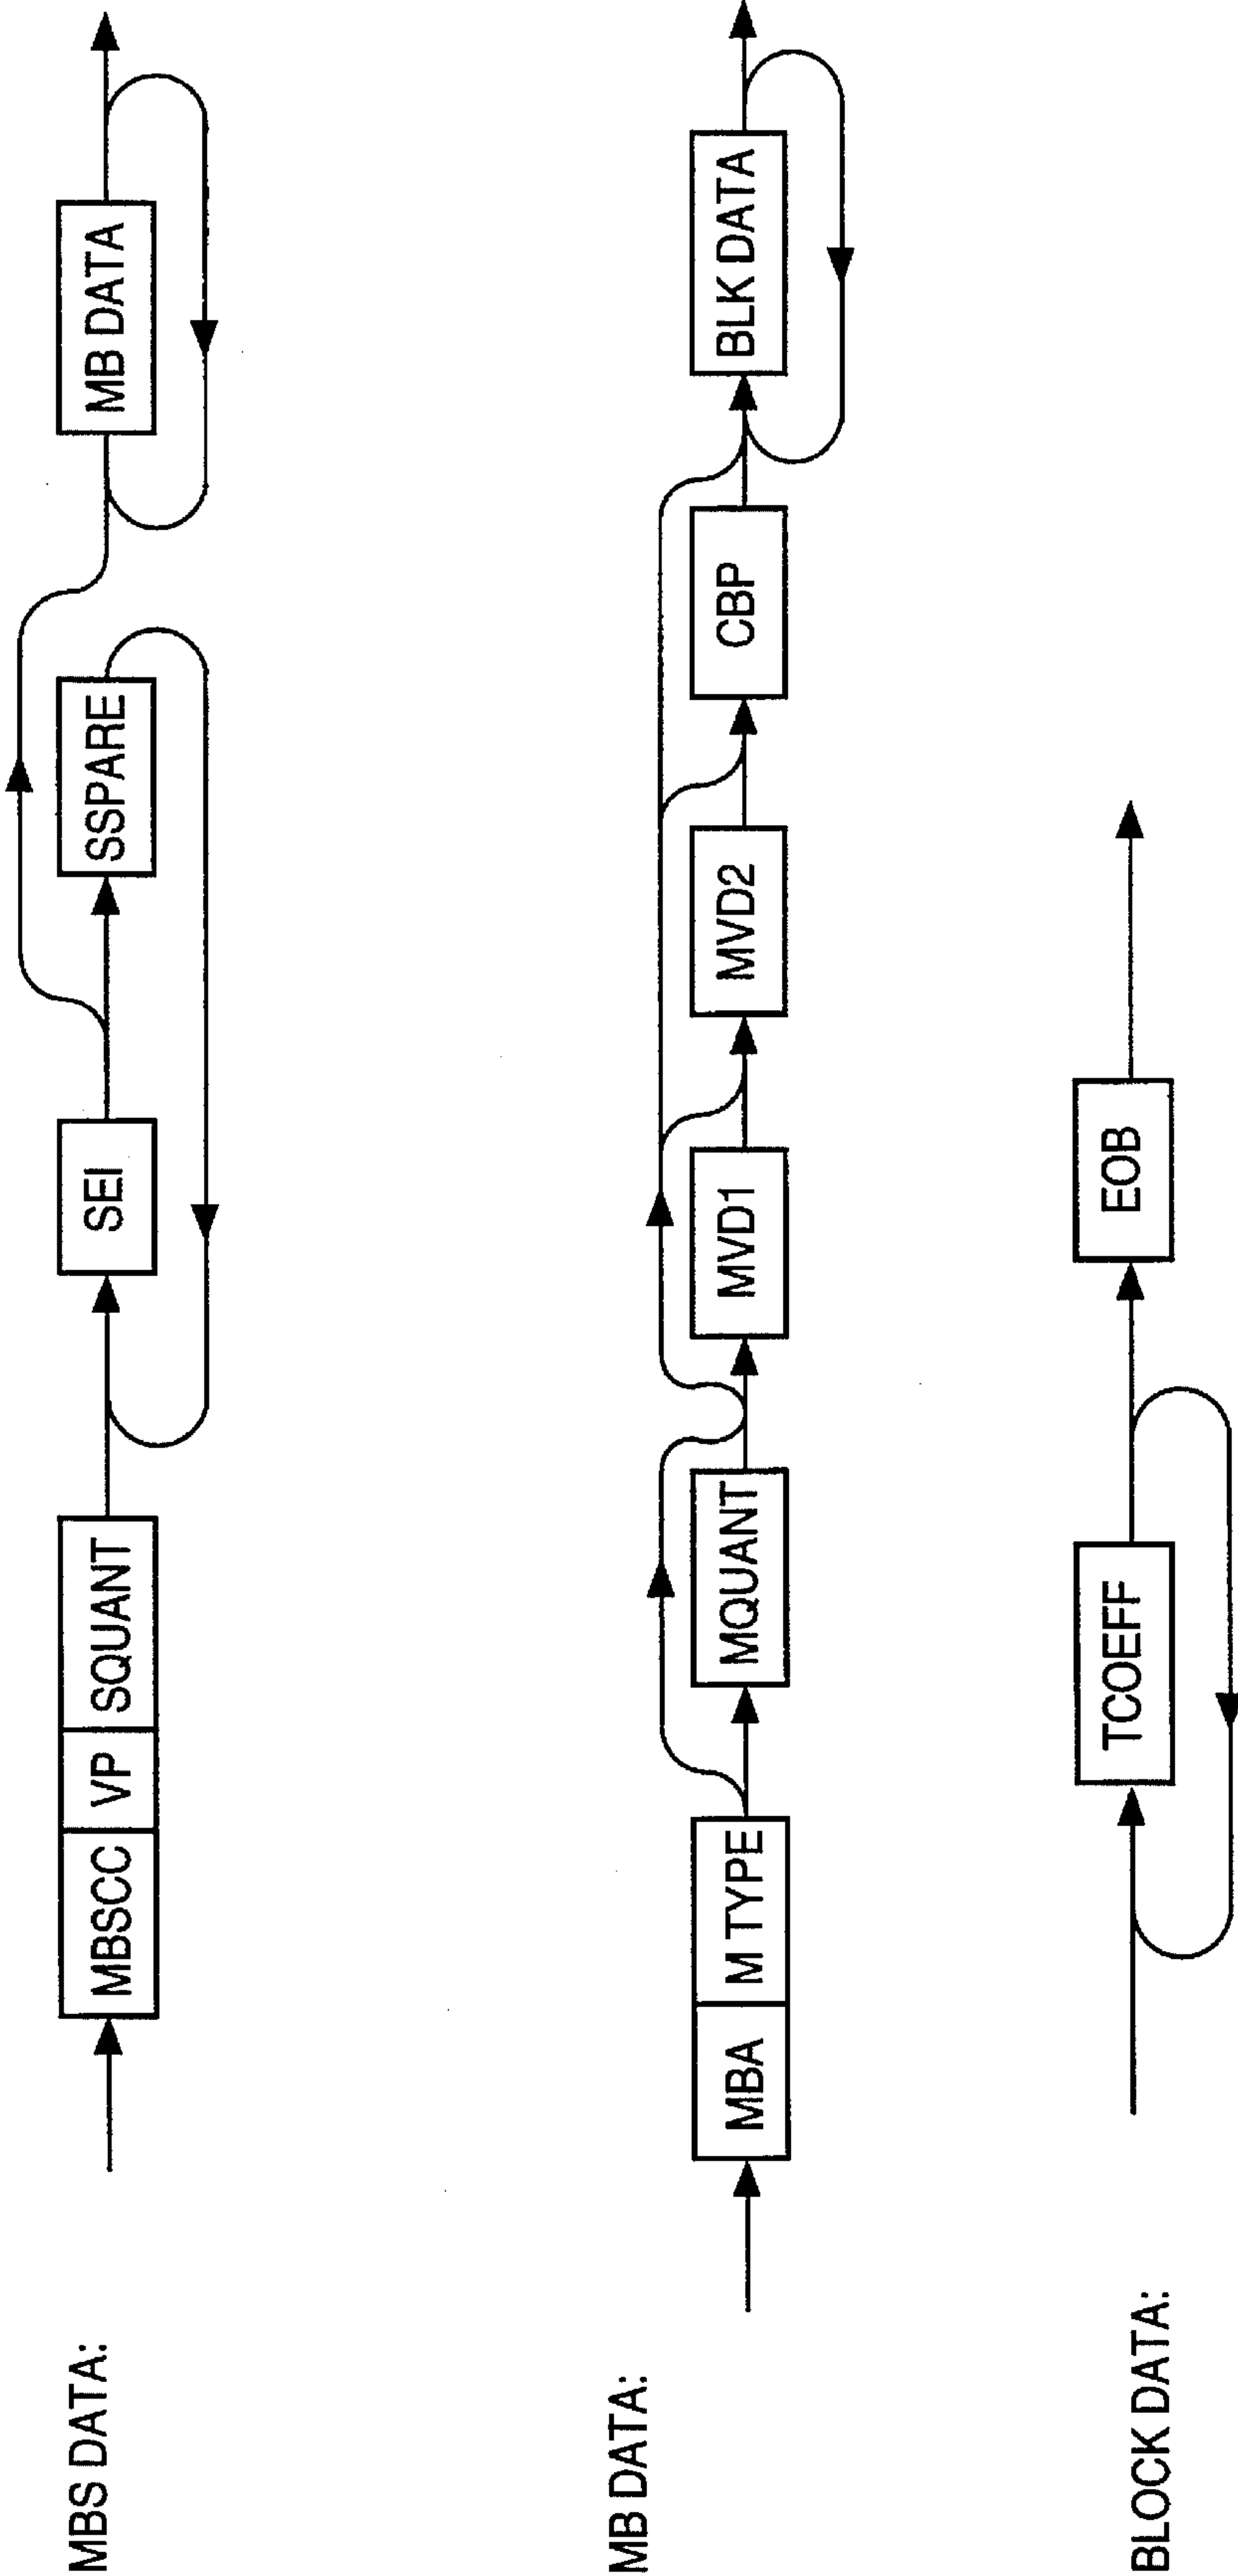 MBS DATA:
MBSCC VP SQUANT SEI SSPARE MB DATA
MB DATA:
MBA M TYPE MQUANT MVD1 MVD2 CBP BLK DATA
BLOCK DATA:
TCOEFF EOB